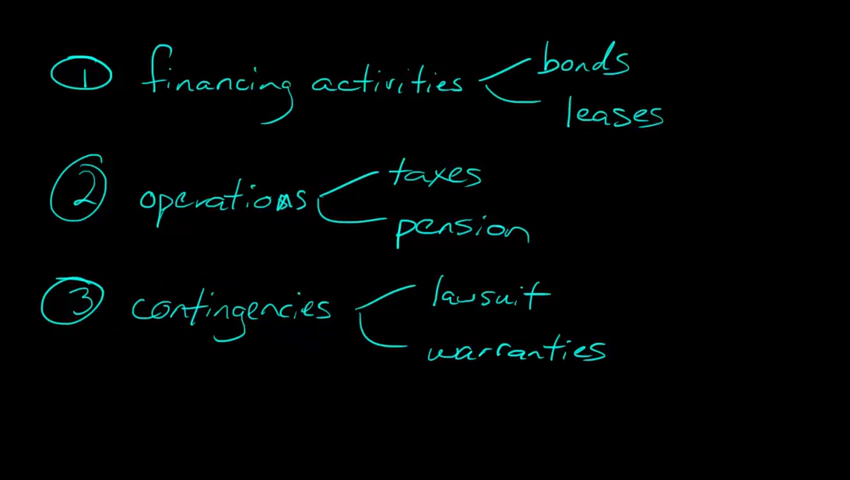 1 financing activities bonds
leases
2 operations taxes
pension
3 contingencies lawsuit
warranties